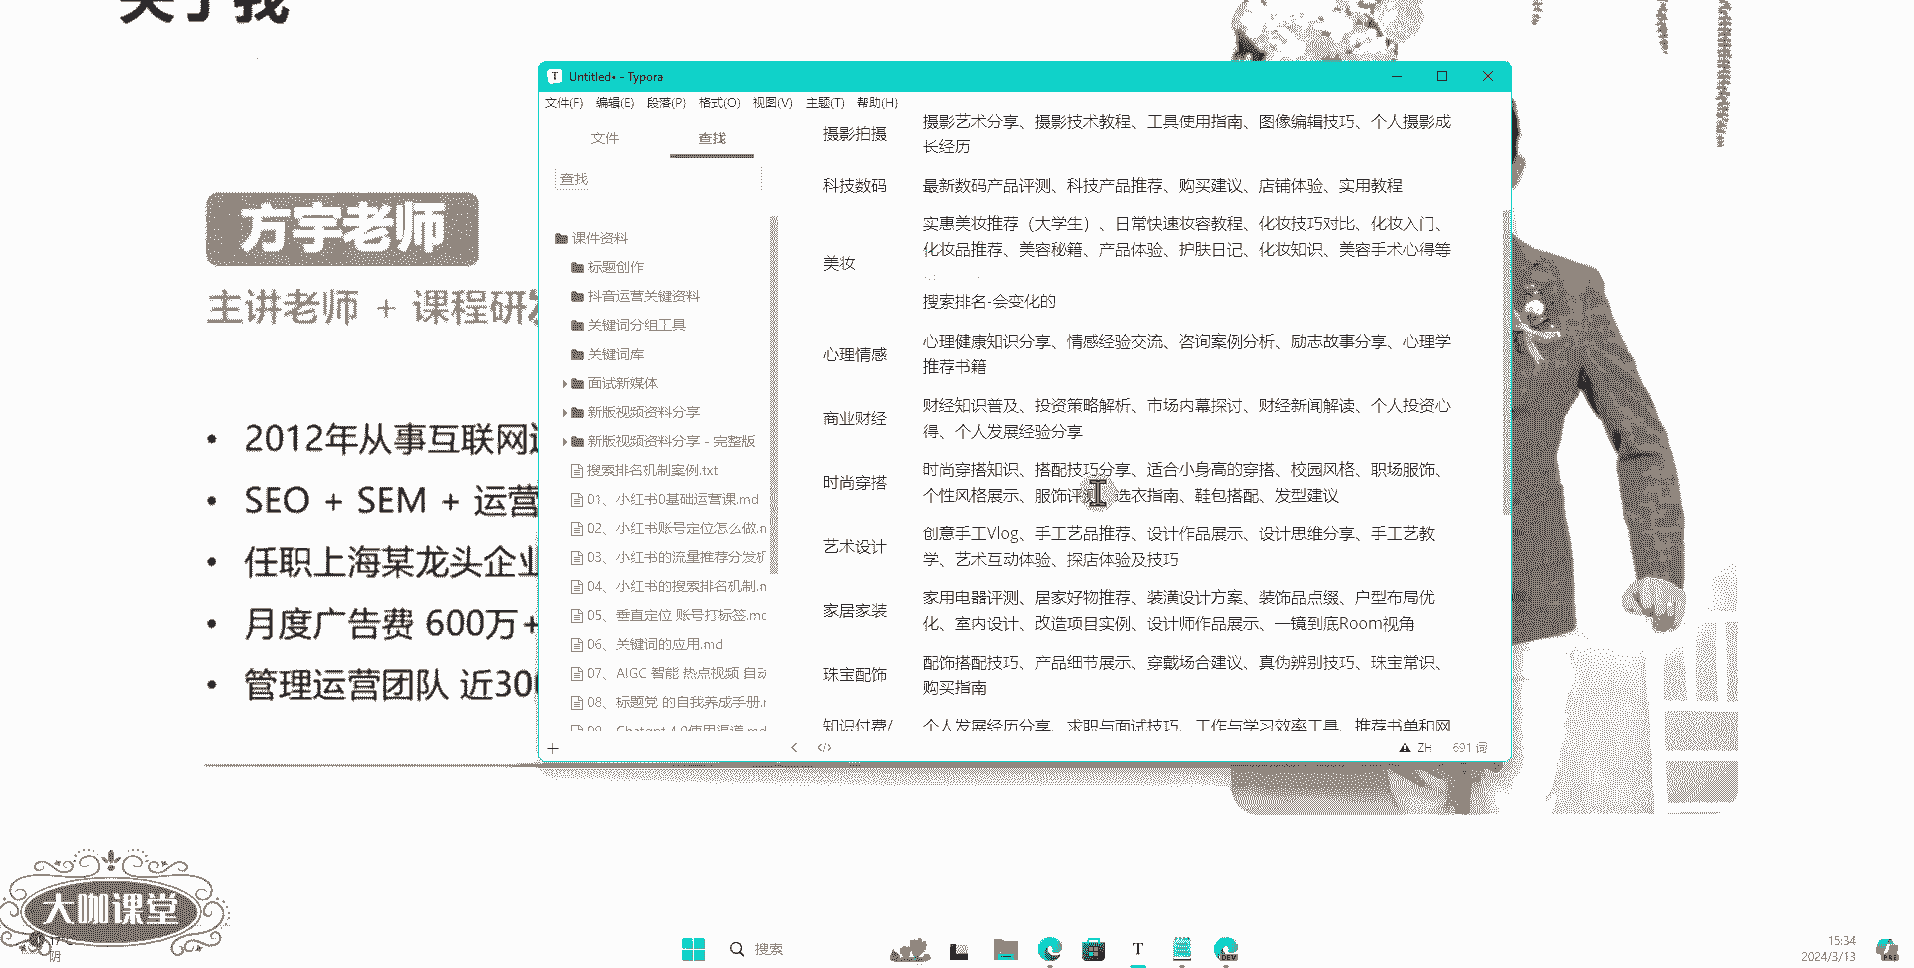 关于我
方宇老师
主讲老师 + 课程研发
2012年从事互联网
SEO + SEM + 运营
任职上海某龙头企业
月度广告费 600万+
管理运营团队 近300
Untitled• - Typora
文件(F) 编辑(E) 段落(P) 格式(O) 视图(V) 主题(T) 帮助(H)
文件 查找
查找
课件资料
标题创作
抖音运营关键资料
关键词分组工具
关键词库
面试新媒体
新版视频资料分享
新版视频资料分享 - 完整版
搜索排名机制案例.txt
01、小红书0基础运营课.md
02、小红书账号定位怎么做.m
03、小红书的流量推荐分发机
04、小红书的搜索排名机制.m
05、垂直定位 账号打标签.md
06、关键词的应用.md
07、AIGC 智能 热点视频 自动
08、标题党 的自我养成手册.m
09、Chatgpt 4.0使用渠道.md
摄影拍摄
摄影艺术分享、摄影技术教程、工具使用指南、图像编辑技巧、个人摄影成
长经历
科技数码
最新数码产品评测、科技产品推荐、购买建议、店铺体验、实用教程
美妆
实惠美妆推荐（大学生）、日常快速妆容教程、化妆技巧对比、化妆入门、
化妆品推荐、美容秘籍、产品体验、护肤日记、化妆知识、美容手术心得等
搜索排名-会变化的
心理情感
心理健康知识分享、情感经验交流、咨询案例分析、励志故事分享、心理学
推荐书籍
商业财经
财经知识普及、投资策略解析、市场内幕探讨、财经新闻解读、个人投资心
得、个人发展经验分享
时尚穿搭
时尚穿搭知识、搭配技巧分享、适合小身高的穿搭、校园风格、职场服饰、
个性风格展示、服饰评测、选衣指南、鞋包搭配、发型建议
艺术设计
创意手工Vlog、手工艺品推荐、设计作品展示、设计思维分享、手工艺教
学、艺术互动体验、探店体验及技巧
家居家装
家用电器评测、居家好物推荐、装潢设计方案、装饰品点缀、户型布局优
化、室内设计、改造项目实例、设计师作品展示、一镜到底Room视角
珠宝配饰
配饰搭配技巧、产品细节展示、穿戴场合建议、真伪辨别技巧、珠宝常识、
购买指南
知识付费/
个人发展经历分享、求职与面试技巧、工作与学习效率工具、推荐书单和网
ZH 691 词
大咖课堂
17°C
阴
搜索
15:34
2024/3/13